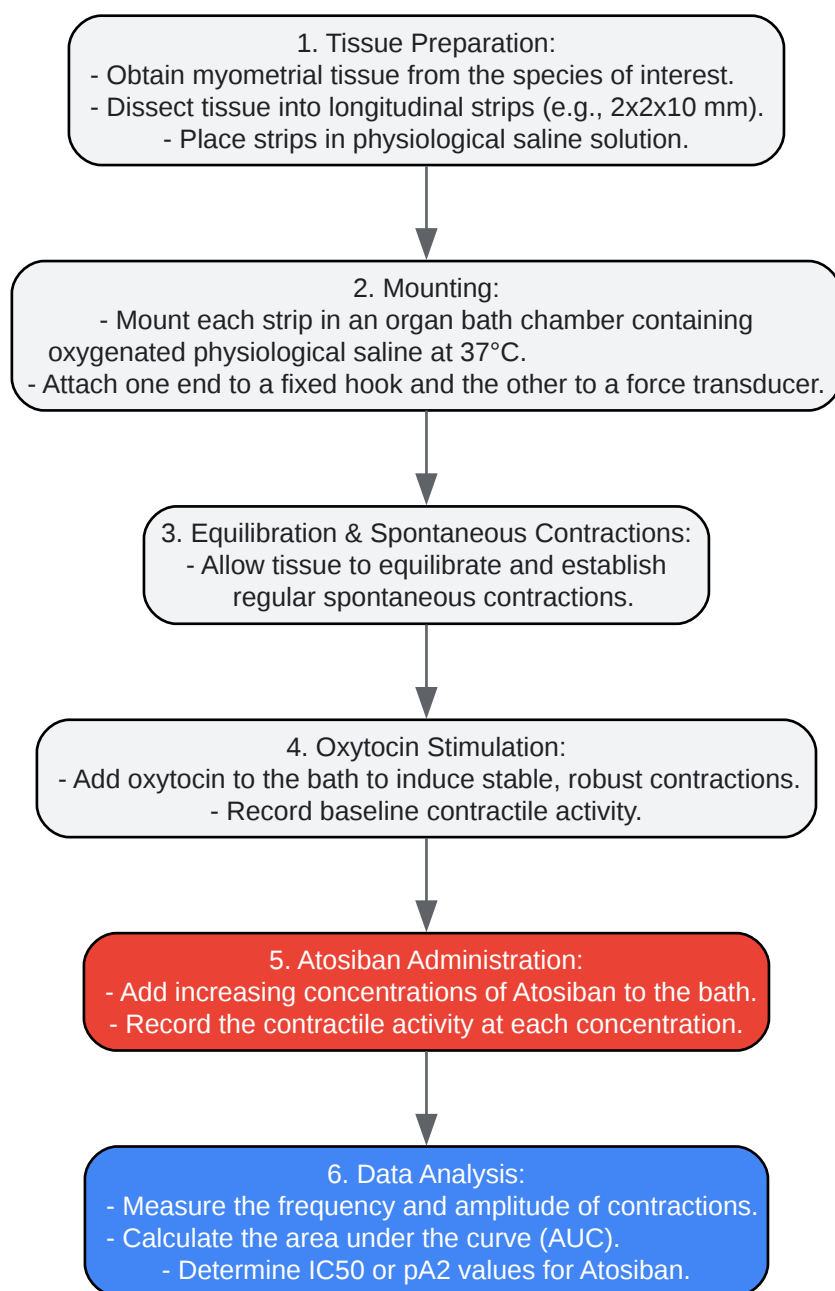 1. Tissue Preparation:
- Obtain myometrial tissue from the species of interest.
- Dissect tissue into longitudinal strips (e.g., 2x2x10 mm).
- Place strips in physiological saline solution.
2. Mounting:
- Mount each strip in an organ bath chamber containing
oxygenated physiological saline at 37°C.
- Attach one end to a fixed hook and the other to a force transducer.
3. Equilibration & Spontaneous Contractions:
- Allow tissue to equilibrate and establish
regular spontaneous contractions.
4. Oxytocin Stimulation:
- Add oxytocin to the bath to induce stable, robust contractions.
- Record baseline contractile activity.
5. Atosiban Administration:
- Add increasing concentrations of Atosiban to the bath.
- Record the contractile activity at each concentration.
6. Data Analysis:
- Measure the frequency and amplitude of contractions.
- Calculate the area under the curve (AUC).
- Determine IC50 or pA2 values for Atosiban.